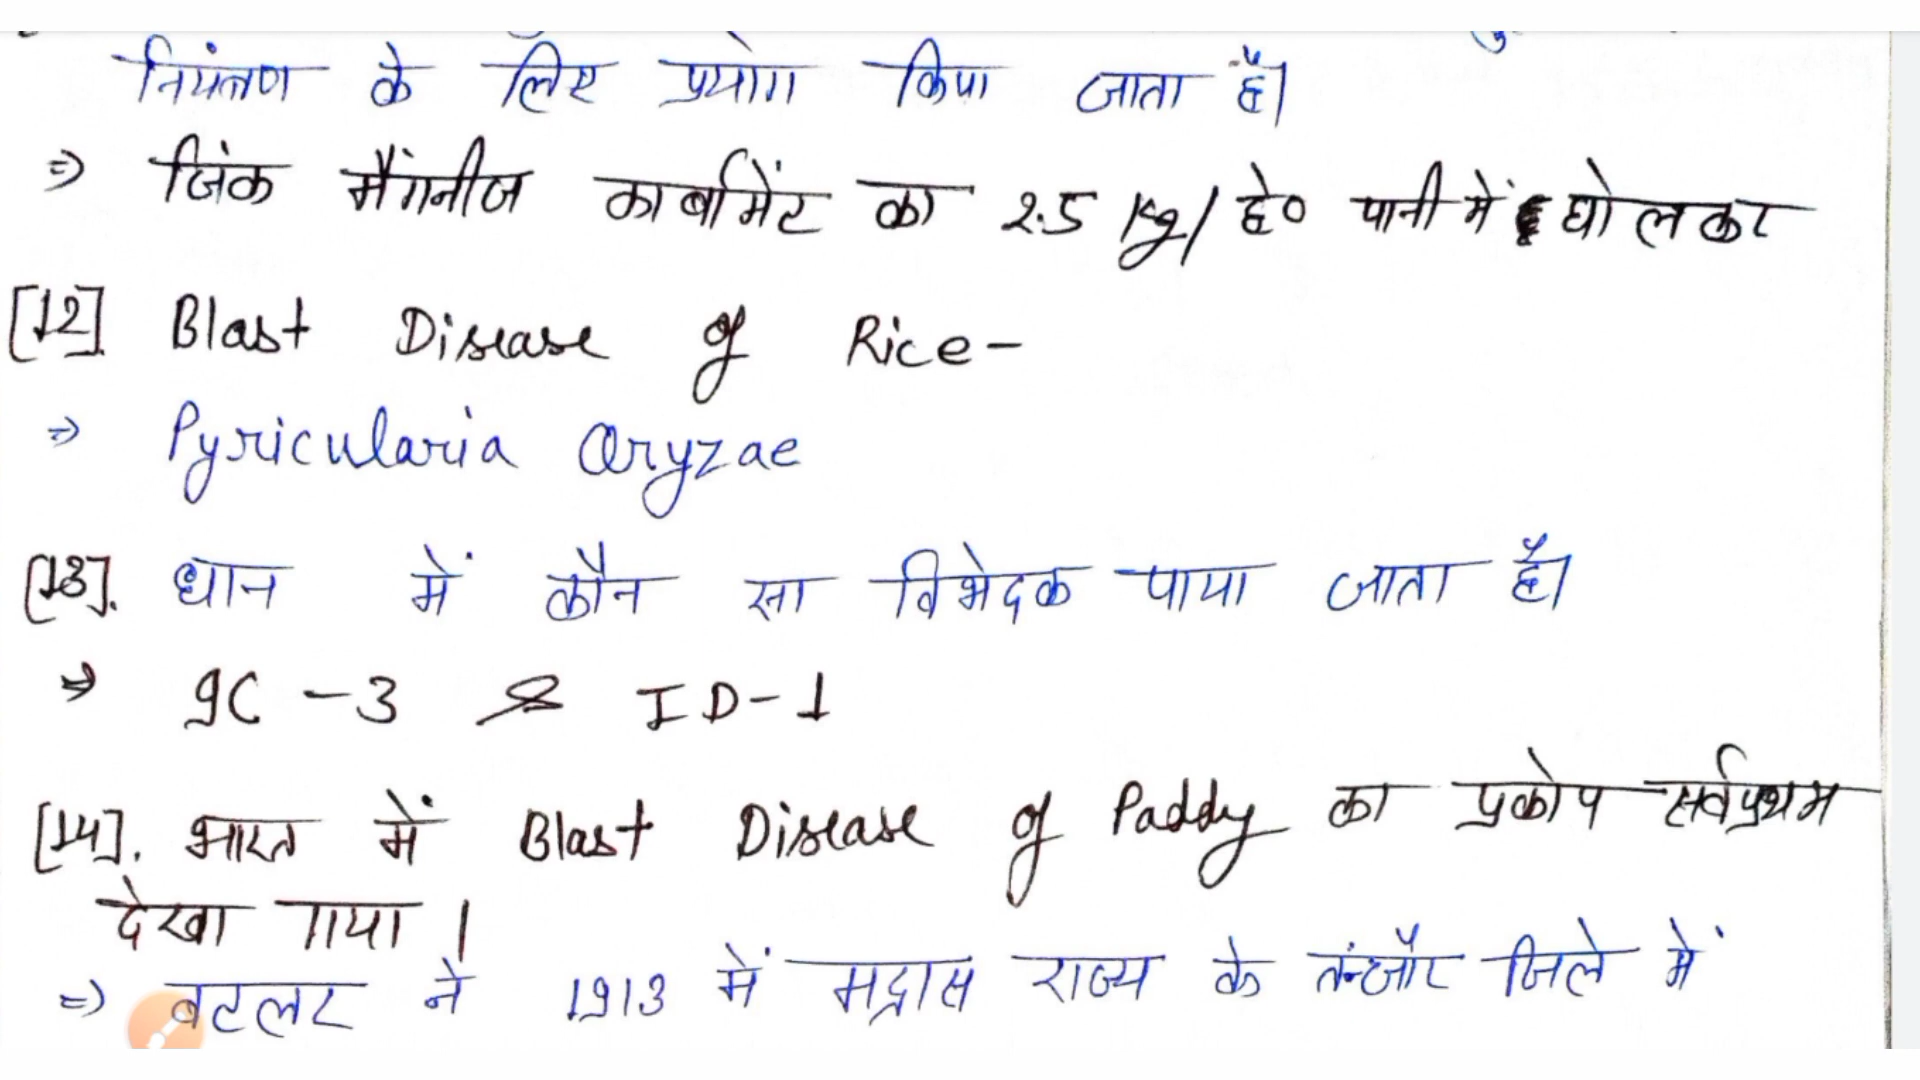 नियंत्रण के लिए प्रयोग किया जाता है।
⇒ जिंक मैंगनीज कार्बामेंट का 2.5 Kg/हे० पानी में घोलकर
[12] Blast Disease of Rice-
⇒ Pyricularia Oryzae
[13]. धान में कौन सा विभेदक पाया जाता है।
⇒ IC-3 & ID-1
[14]. भारत में Blast Disease of Paddy का प्रकोप सर्वप्रथम
देखा गया।
⇒ बटलर ने 1913 में मद्रास राज्य के तंन्जौर जिले में